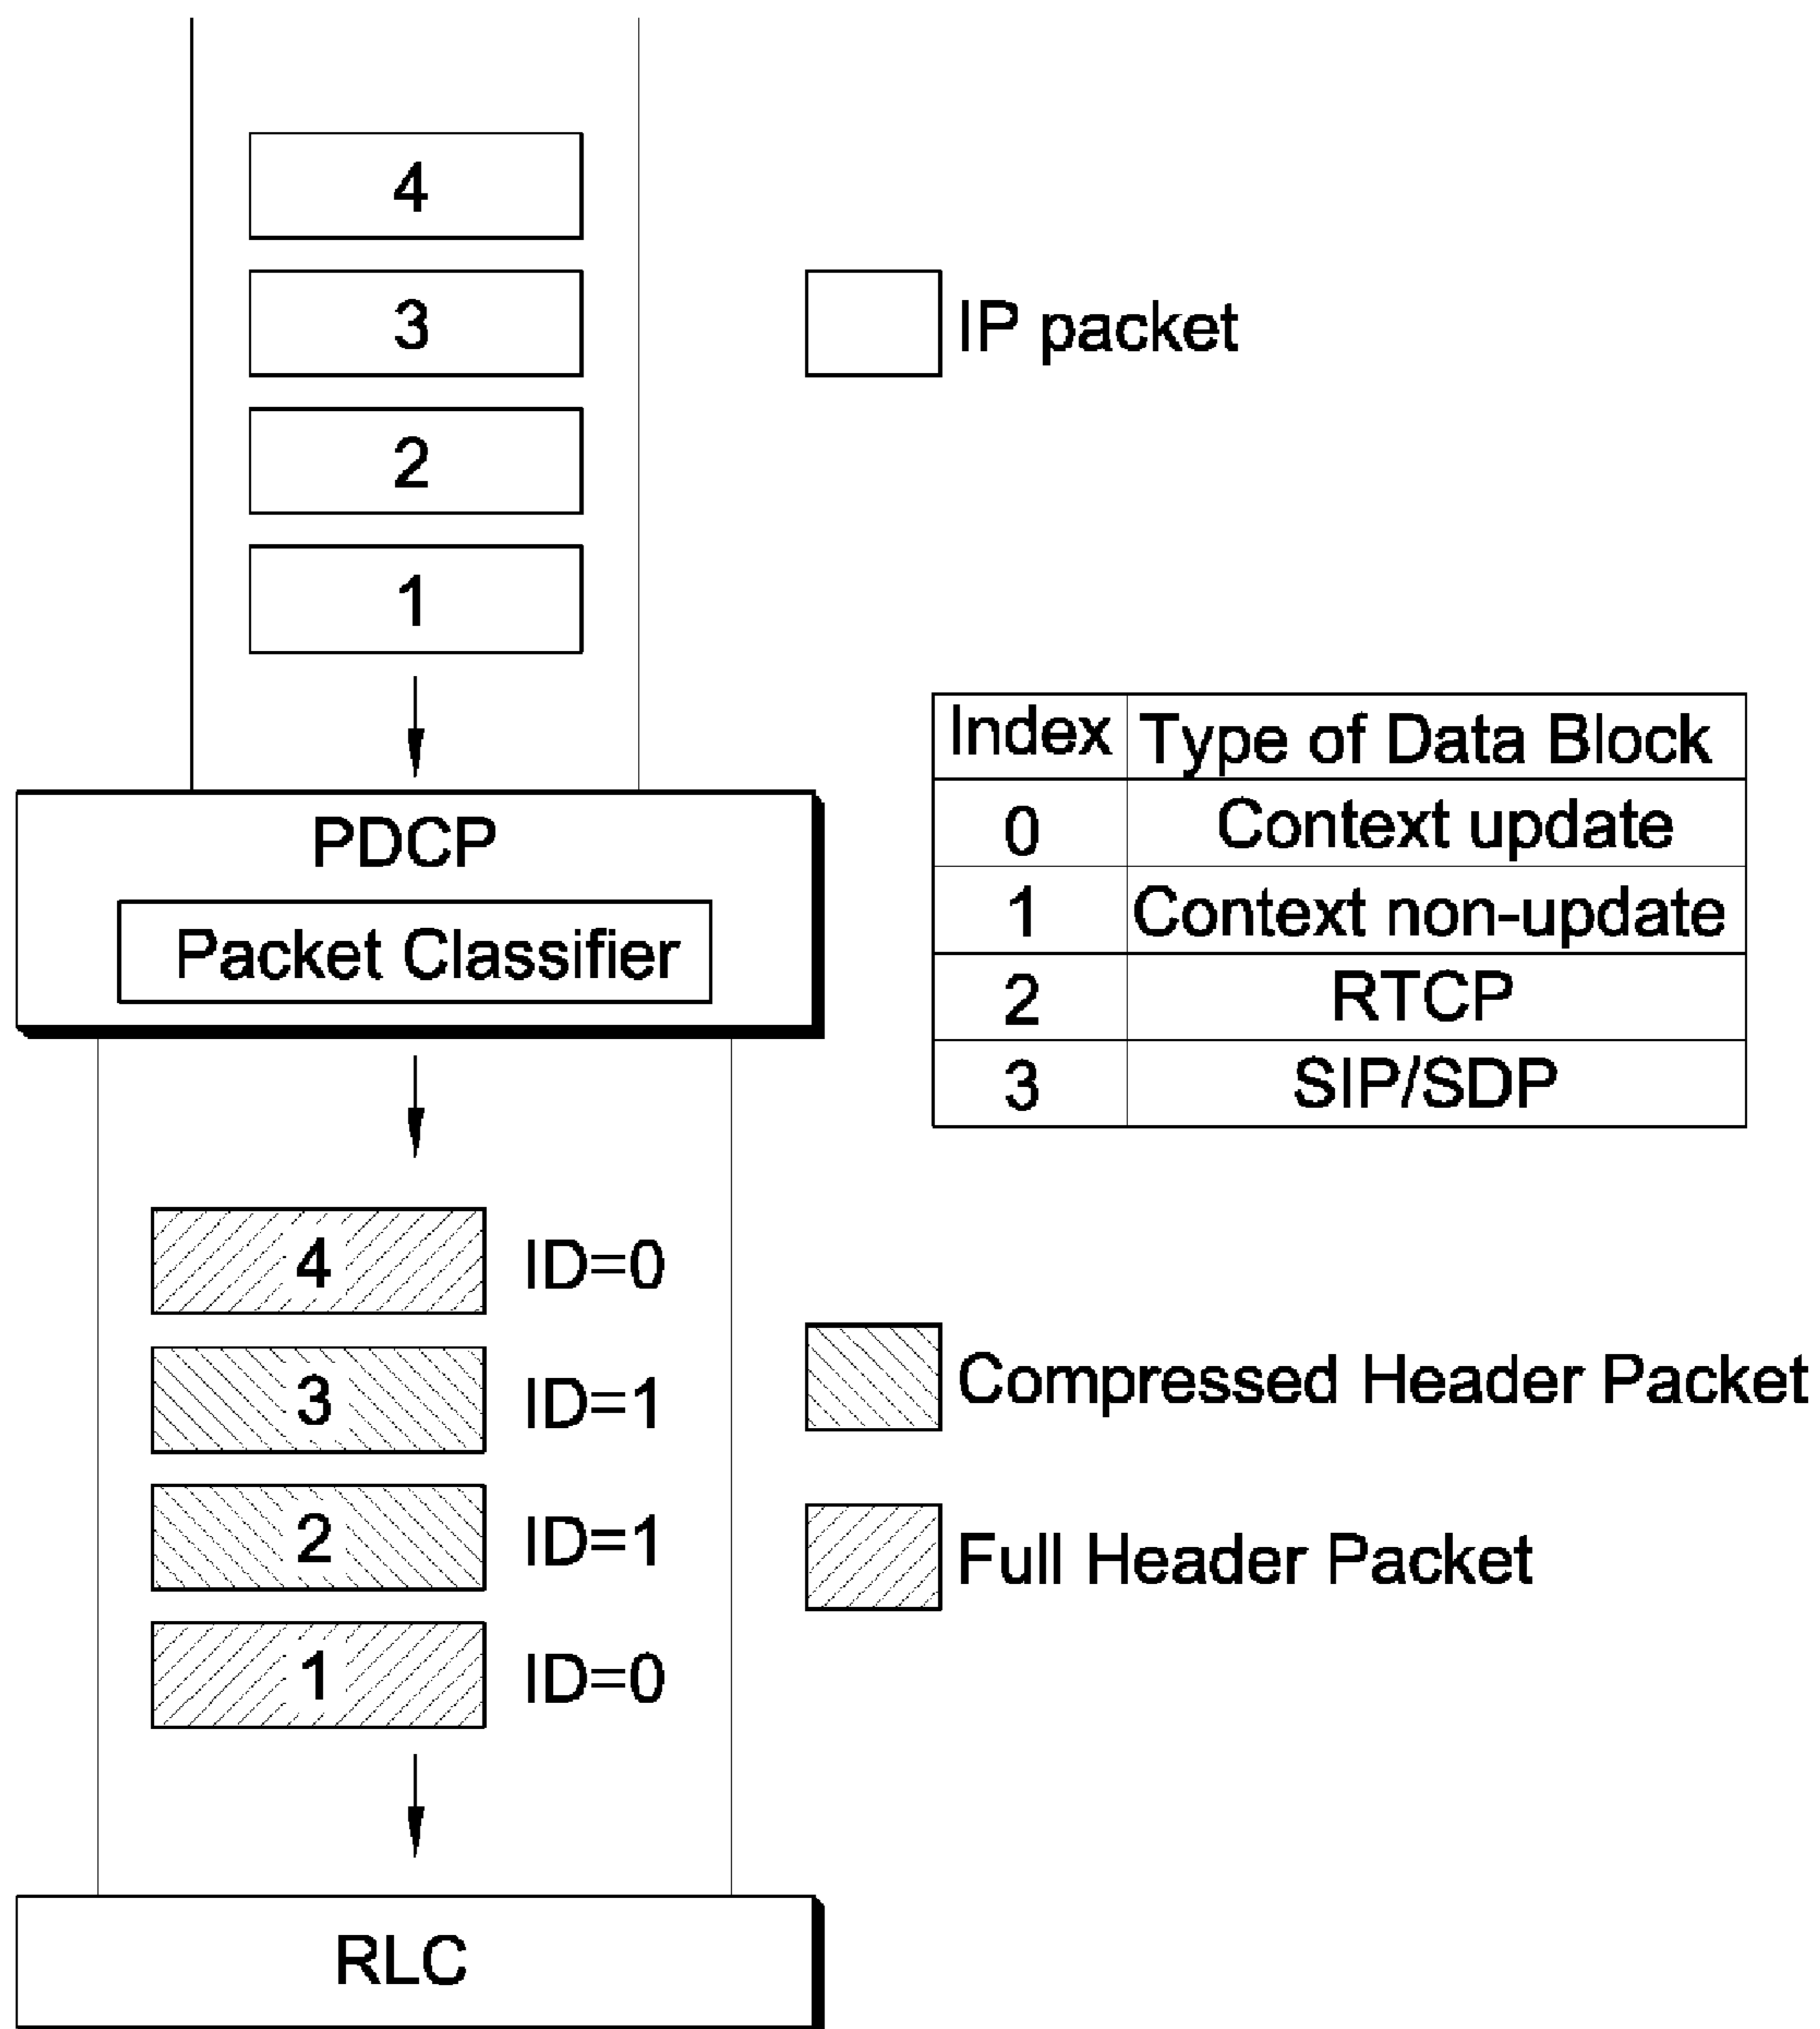 4
3
IP packet
2
1
Index Type of Data Block
0 Context update
1 Context non-update
2 RTCP
3 SIP/SDP
PDCP
Packet Classifier
4 ID=0
3 ID=1
Compressed Header Packet
2 ID=1
Full Header Packet
1 ID=0
RLC